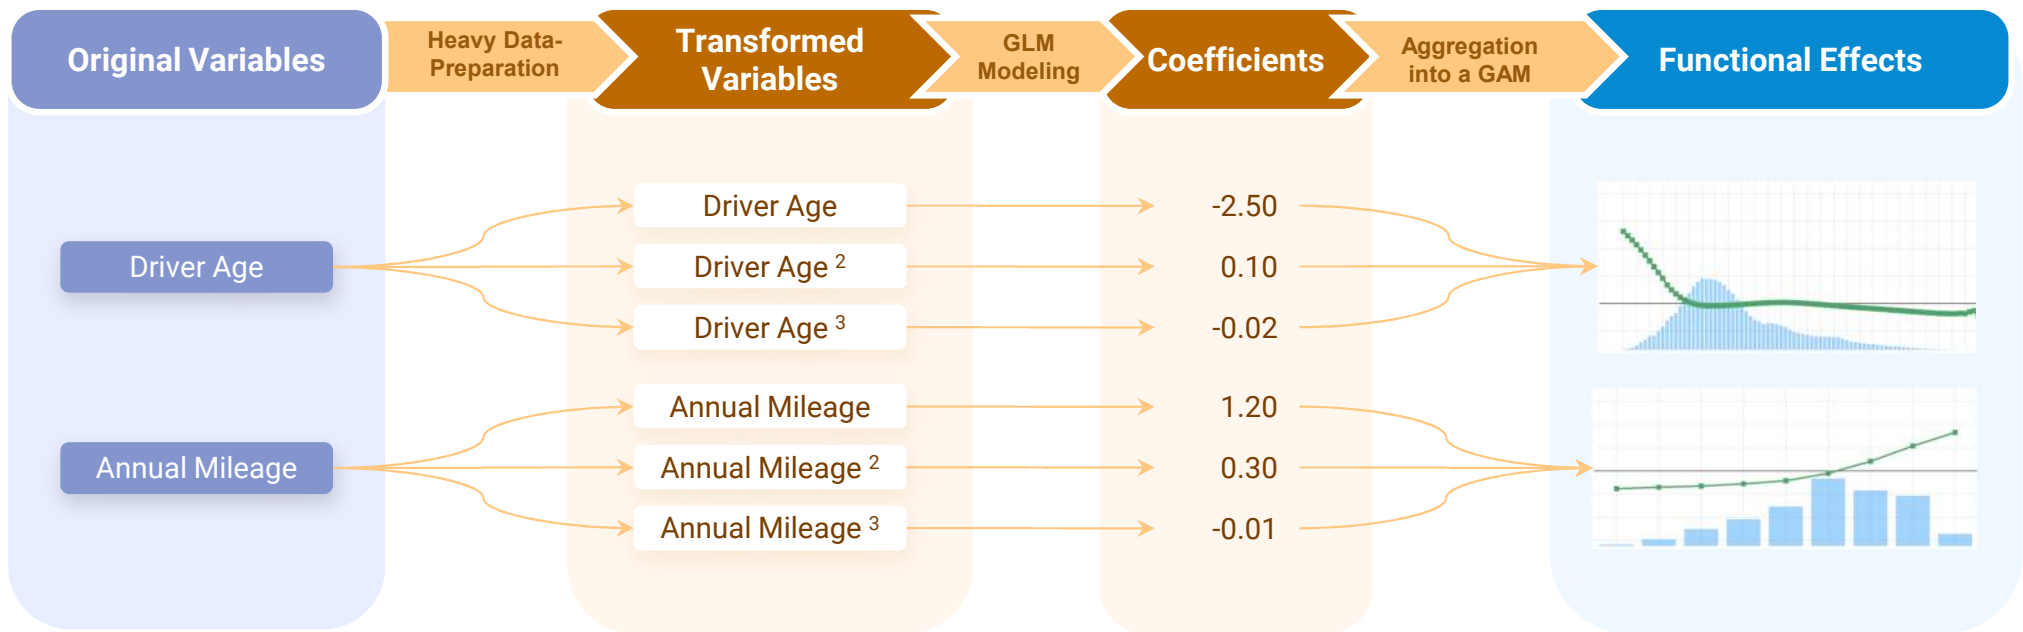 Original Variables
Heavy Data-
Preparation
Transformed
Variables
GLM
Modeling
Coefficients
Aggregation
into a GAM
Functional Effects
Driver Age
Driver Age
Driver Age ²
Driver Age ³
-2.50
0.10
-0.02
Annual Mileage
Annual Mileage
Annual Mileage ²
Annual Mileage ³
1.20
0.30
-0.01